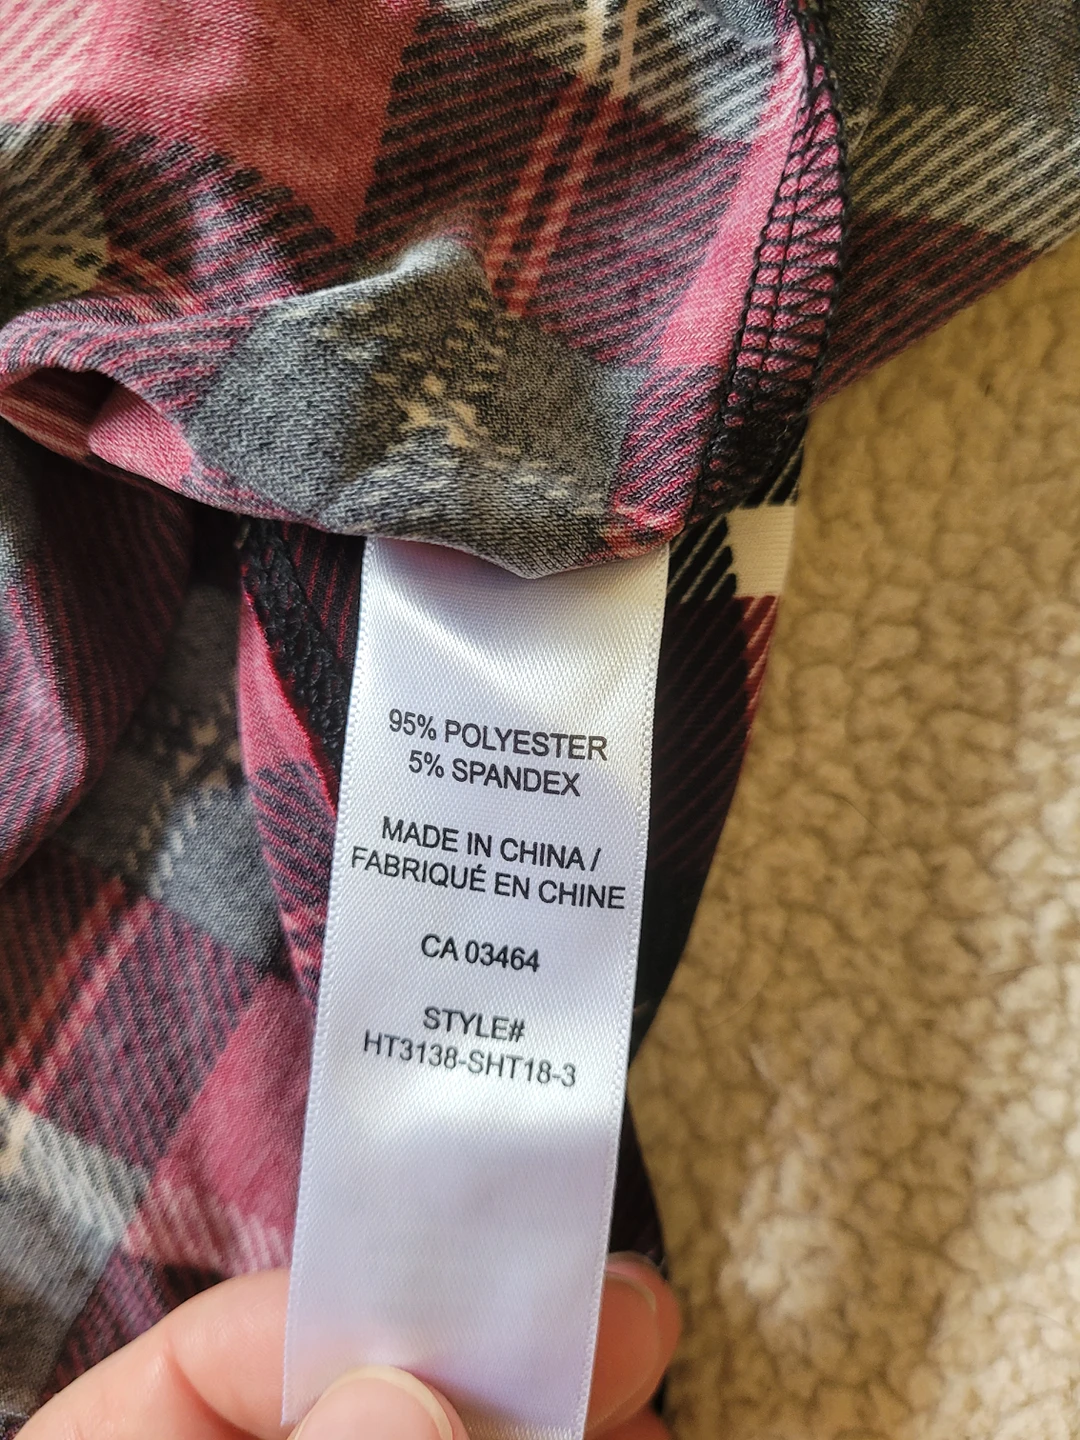 95% POLYESTER
5% SPANDEX
MADE IN CHINA /
FABRIQUÉ EN CHINE
CA 03464
STYLE#
HT3138-SHT18-3